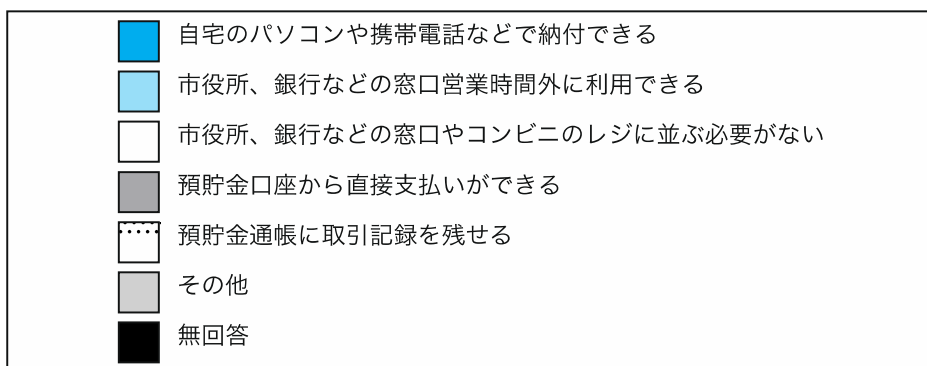 自宅のパソコンや携帯電話などで納付できる
市役所、銀行などの窓口営業時間外に利用できる
市役所、銀行などの窓口やコンビニのレジに並ぶ必要がない
預貯金口座から直接支払いができる
預貯金通帳に取引記録を残せる
その他
無回答